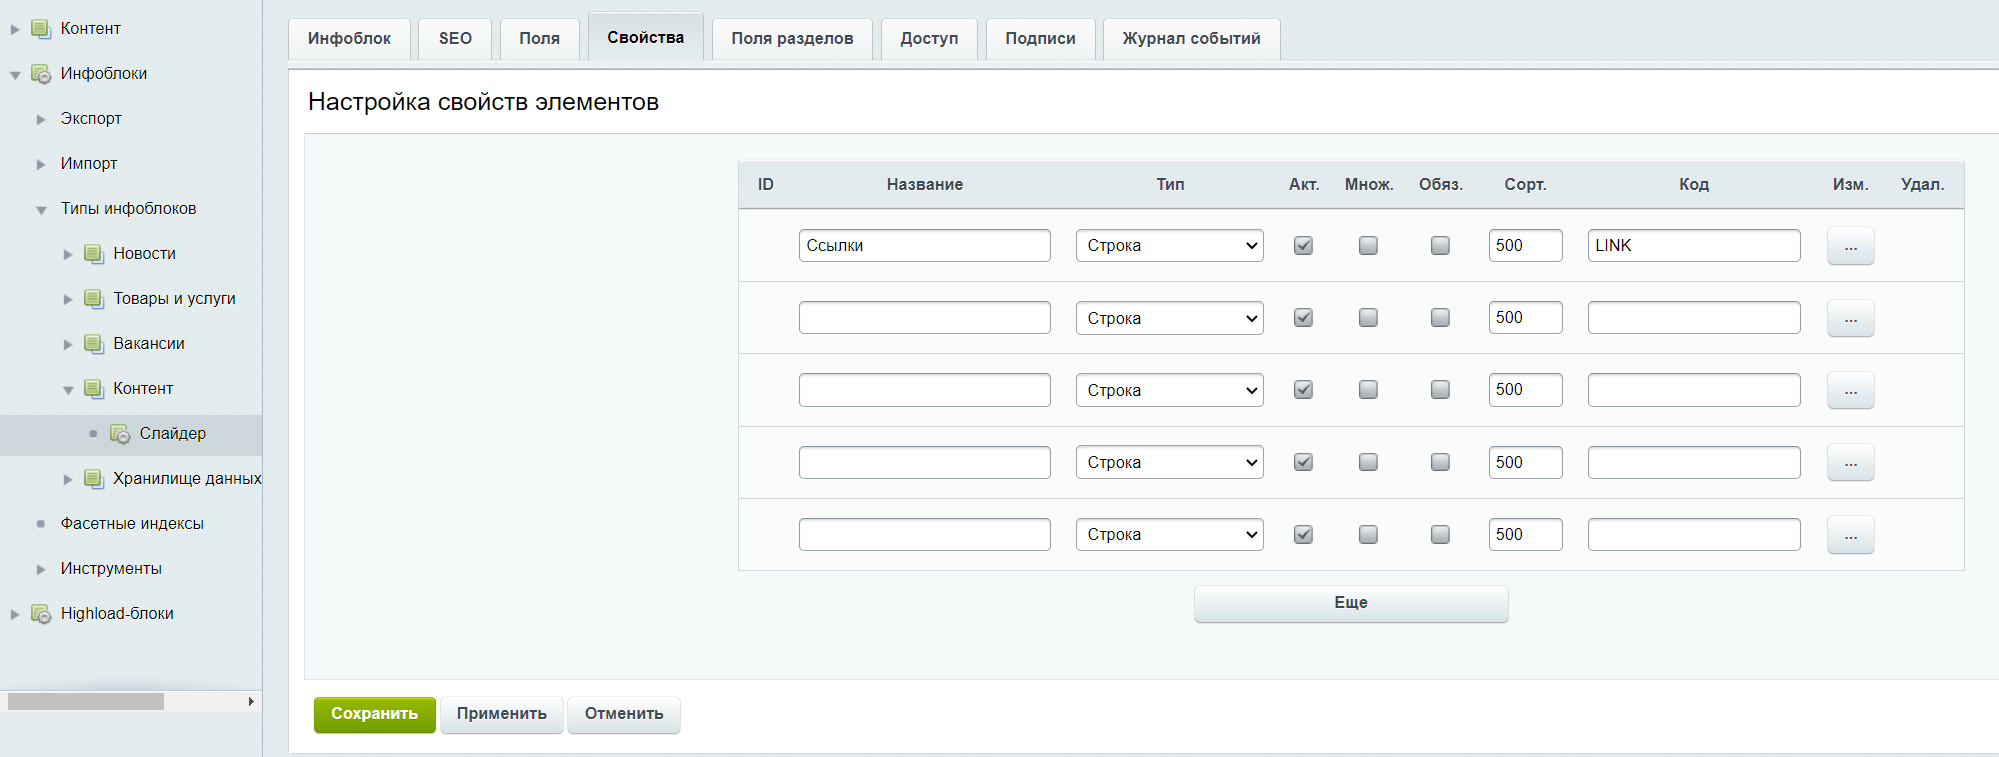 Контент
Инфоблоки
Экспорт
Импорт
Типы инфоблоков
Новости
Товары и услуги
Вакансии
Контент
Слайдер
Хранилище данных
Фасетные индексы
Инструменты
Highload-блоки
Инфоблок SEO Поля Свойства Поля разделов Доступ Подписи Журнал событий
Настройка свойств элементов
ID Название Тип Акт. Множ. Обяз. Сорт. Код Изм. Удал.
Ссылки Строка 500 LINK ...
Строка 500 ...
Строка 500 ...
Строка 500 ...
Строка 500 ...
Еще
Сохранить Применить Отменить